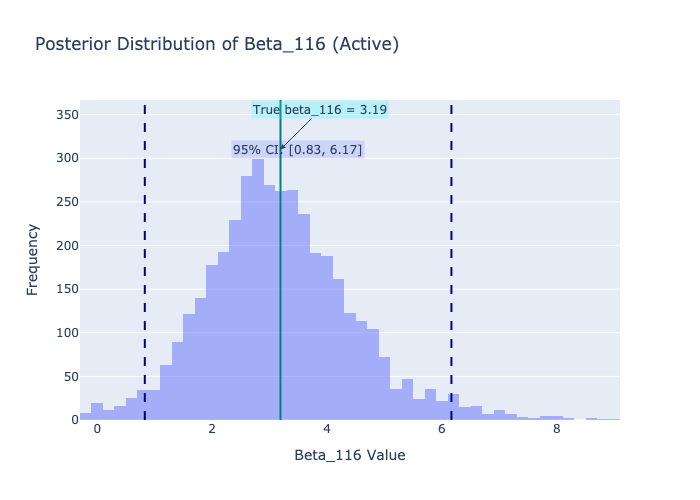 Posterior Distribution of Beta_116 (Active)
True beta_116 = 3.19
95% CI: [0.83, 6.17]
350
300
250
200
150
100
50
0
Frequency
0 2 4 6 8
Beta_116 Value